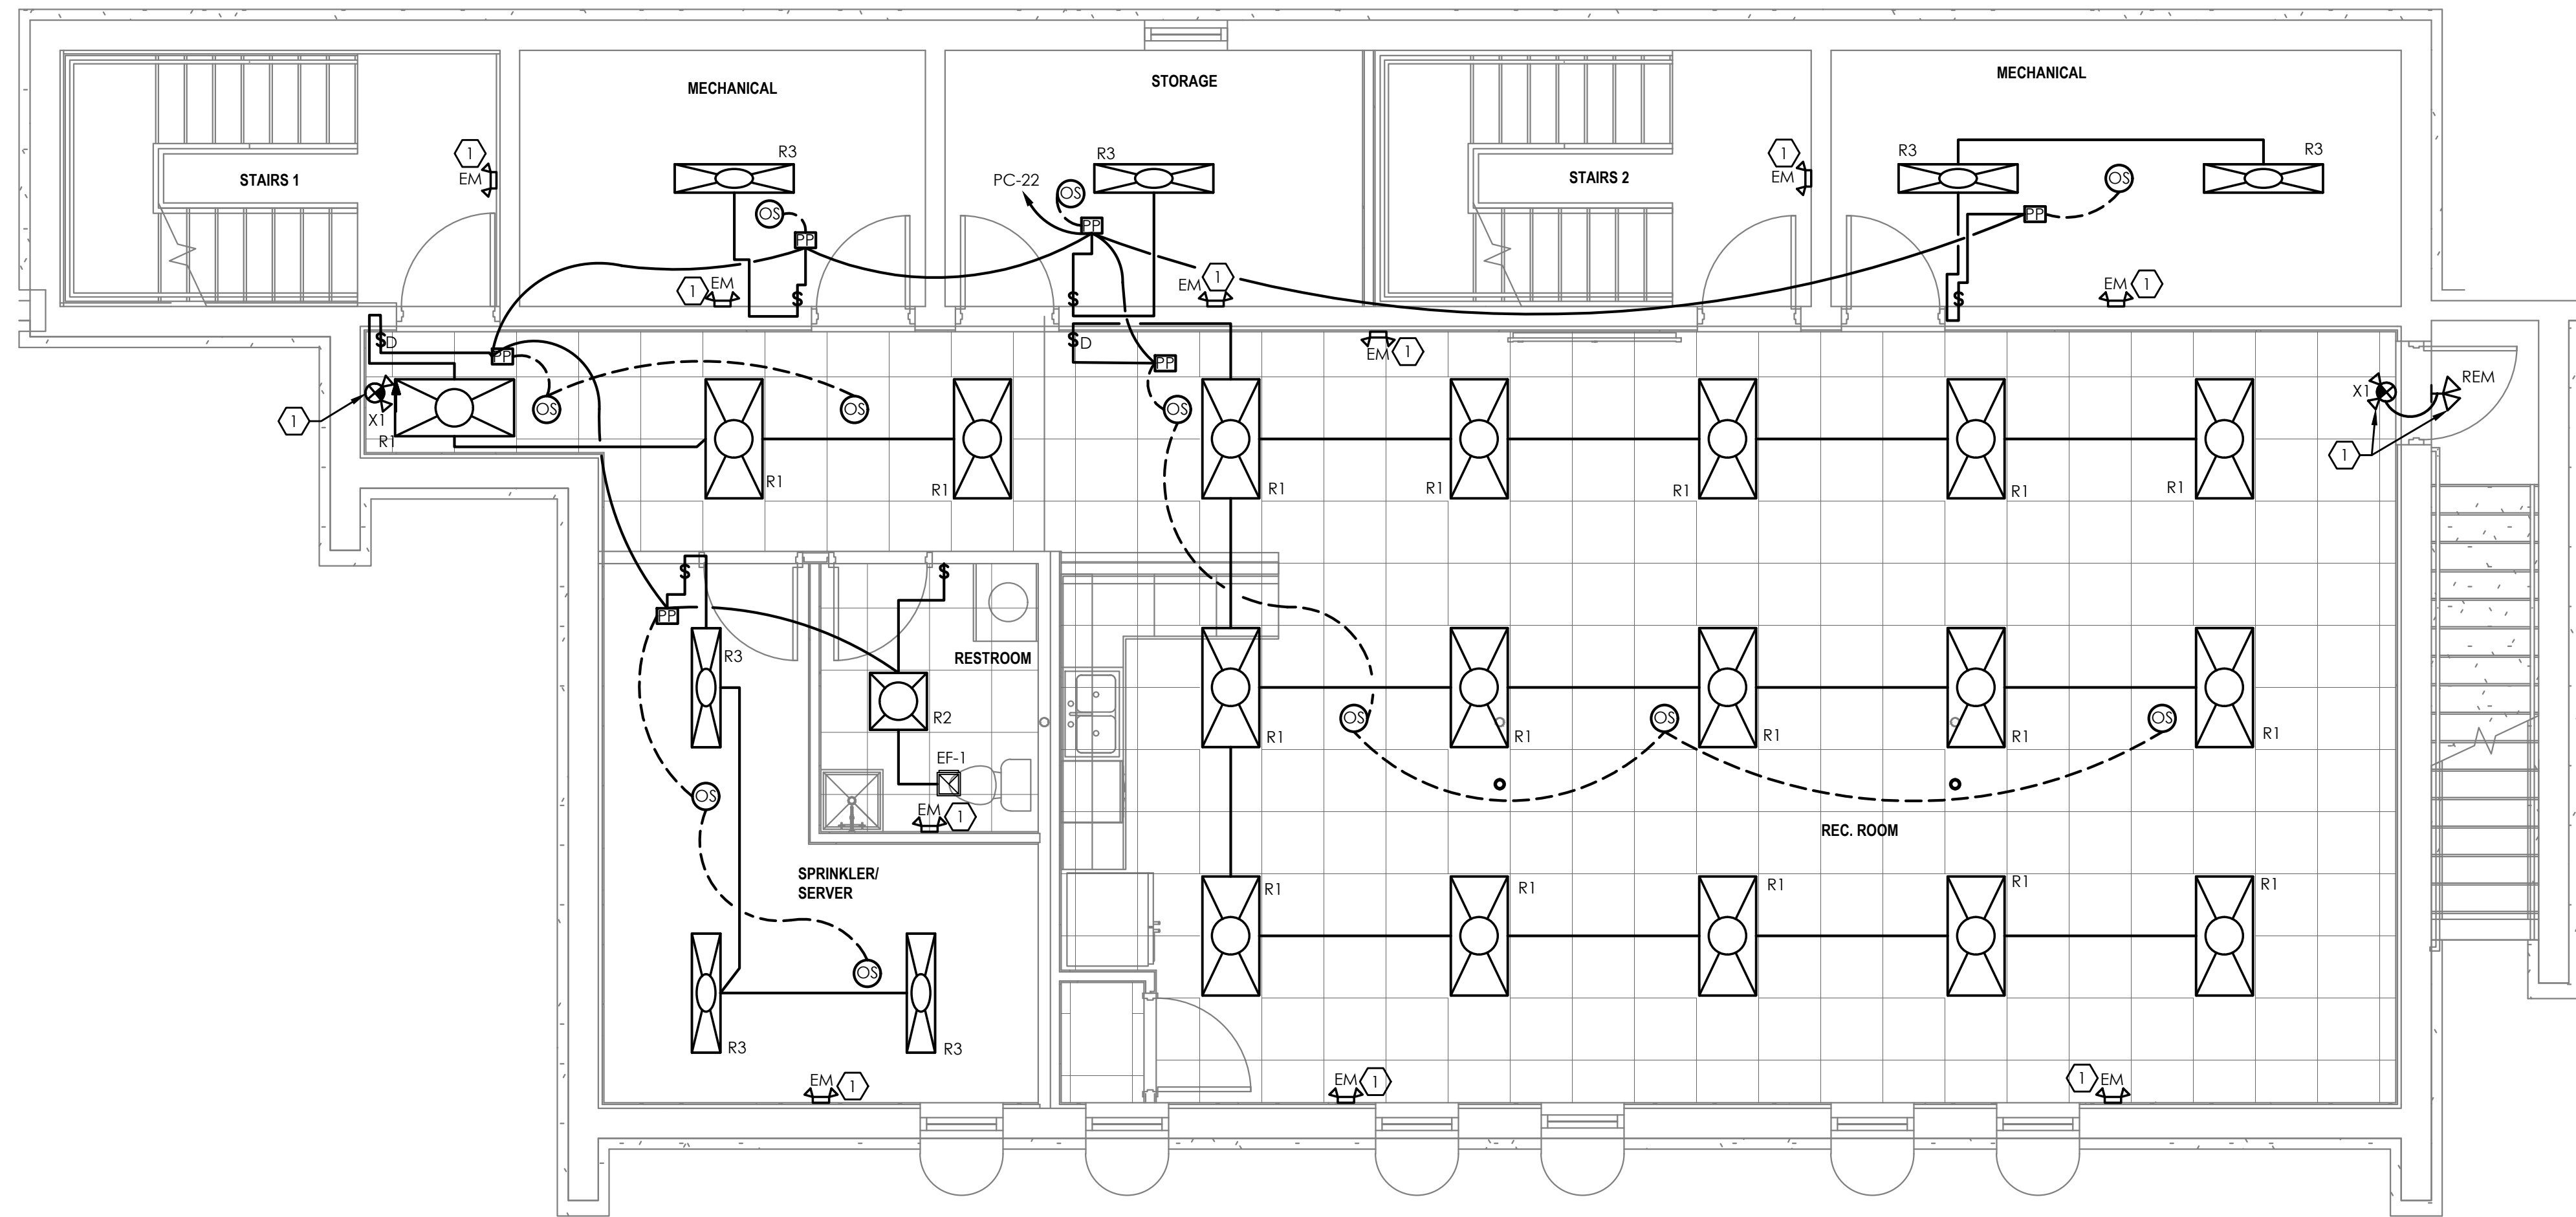 MECHANICAL
STORAGE
MECHANICAL
STAIRS 1
1
EM
R3
OS
PP
PC-22
OS
R3
PP
STAIRS 2
1
EM
R3
OS
R3
PP
1
EM
$
$
EM
1
$
EM
1
$D
PP
$D
PP
EM
1
1
X1
R1
OS
OS
OS
X1
REM
1
R1
R1
R1
R1
R1
R1
R1
$
$
PP
R3
RESTROOM
R2
EF-1
OS
EM
1
OS
OS
OS
R1
R1
R1
R1
R1
REC. ROOM
SPRINKLER/
SERVER
R1
R1
R1
R1
R1
OS
R3
R3
EM
1
EM
1
1
EM